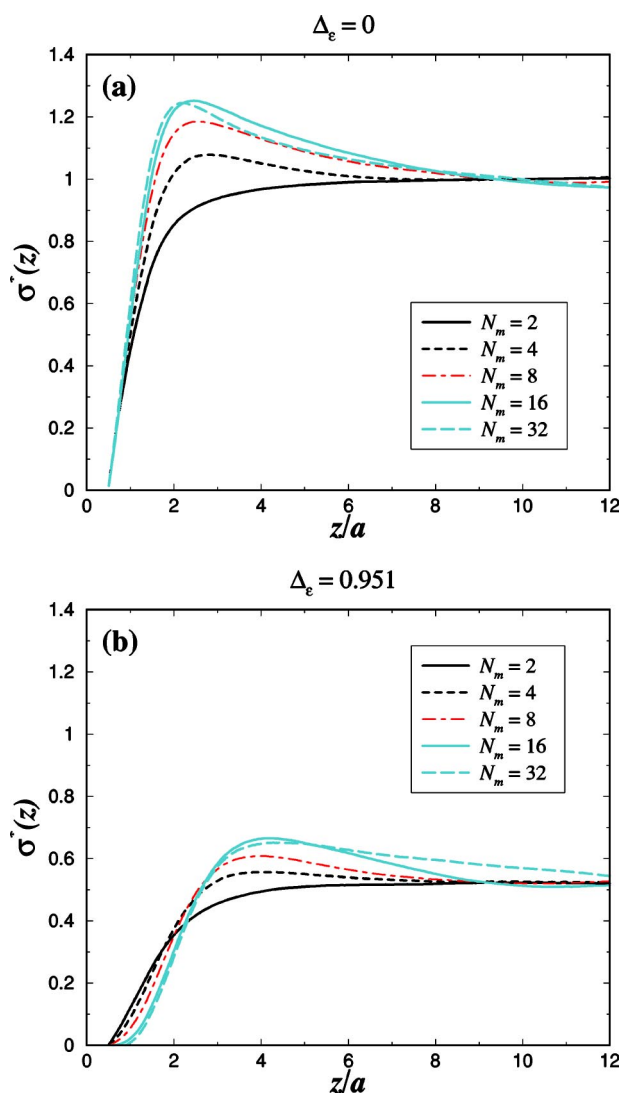 Δε = 0
(a)
1.4
1.2
1
0.8
0.6
0.4
0.2
0
σ*(z)
Nm = 2
Nm = 4
Nm = 8
Nm = 16
Nm = 32
0 2 4 6 8 10 12
z/a
Δε = 0.951
(b)
1.4
1.2
1
0.8
0.6
0.4
0.2
0
σ*(z)
Nm = 2
Nm = 4
Nm = 8
Nm = 16
Nm = 32
0 2 4 6 8 10 12
z/a